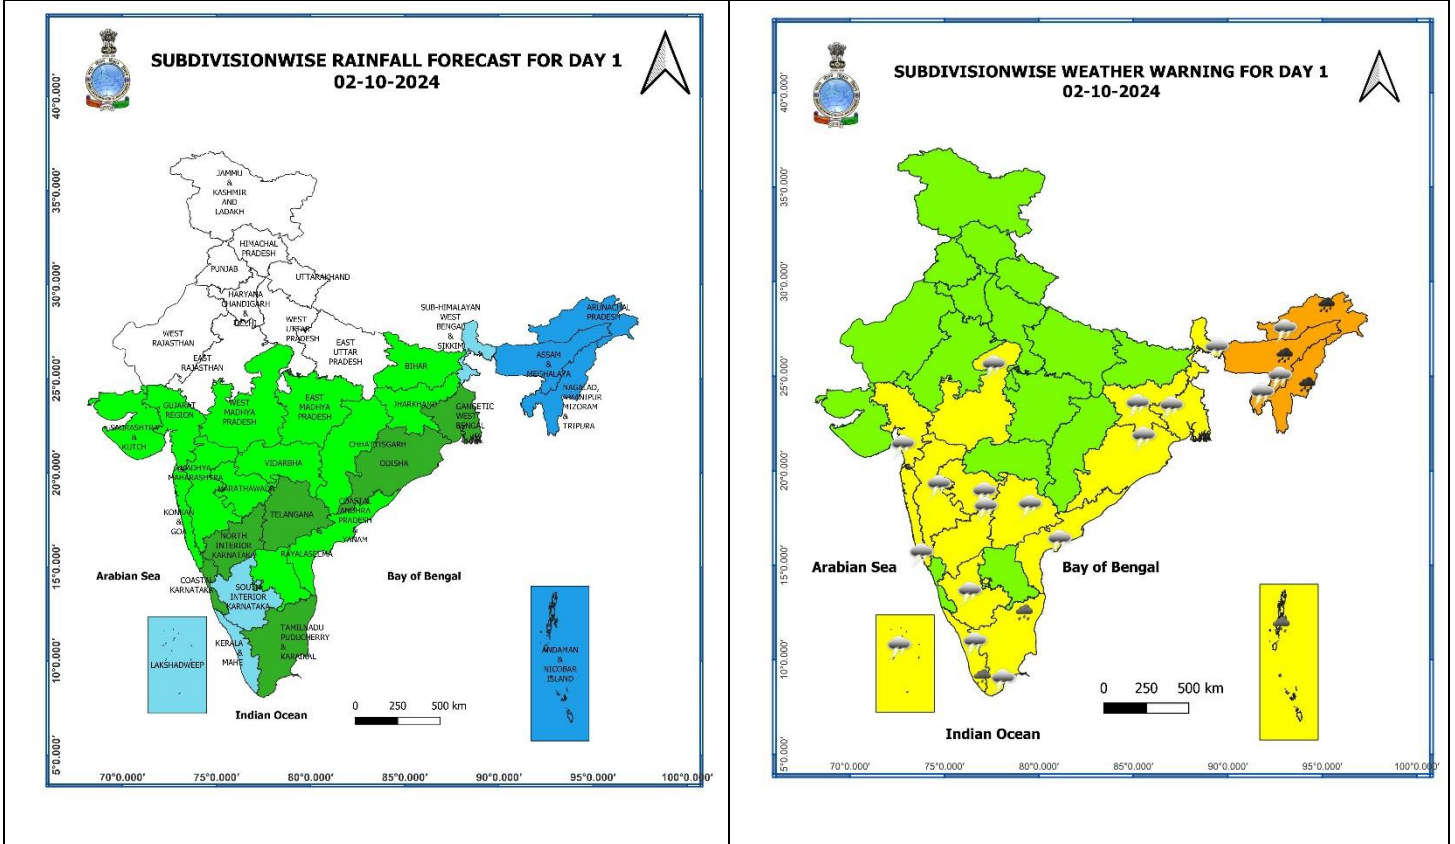 SUBDIVISIONWISE RAINFALL FORECAST FOR DAY 1
02-10-2024
40°0.000'
35°0.000'
30°0.000'
25°0.000'
20°0.000'
15°0.000'
10°0.000'
5°0.000'
JAMMU
&
KASHMIR
AND
LADAKH
HIMACHAL
PRADESH
PUNJAB
UTTARAKHAND
HARYANA
CHANDIGARH
&
DELHI
WEST
UTTAR
PRADESH
WEST
RAJASTHAN
EAST
RAJASTHAN
EAST
UTTAR
PRADESH
SUB-HIMALAYAN
WEST
BENGAL
&
SIKKIM
ARUNACHAL
PRADESH
ASSAM
&
MEGHALAYA
NAGALAD,
MANIPUR
MIZORAM
&
TRIPURA
BIHAR
JHARKHAND
GANGETIC
WEST
BENGAL
GUJARAT
REGION
SAURASHTRA
&
KUTCH
WEST
MADHYA
PRADESH
EAST
MADHYA
PRADESH
CHHATTISGARH
ODISHA
VIDARBHA
MADHYA
MAHARASHTRA
MARATHAWADA
KONKAN
&
GOA
TELANGANA
COASTAL
ANDHRA
PRADESH
&
YANAM
NORTH
INTERIOR
KARNATAKA
RAYALASEEMA
COASTAL
KARNATAKA
SOUTH
INTERIOR
KARNATAKA
TAMILNADU
PUDUCHERRY
&
KARAIKAL
KERALA
&
MAHE
LAKSHADWEEP
ANDAMAN
&
NICOBAR
ISLAND
Arabian Sea
Bay of Bengal
Indian Ocean
0 250 500 km
70°0.000' 75°0.000' 80°0.000' 85°0.000' 90°0.000' 95°0.000' 100°0.000'
SUBDIVISIONWISE WEATHER WARNING FOR DAY 1
02-10-2024
40°0.000'
35°0.000'
30°0.000'
25°0.000'
20°0.000'
15°0.000'
10°0.000'
5°0.000'
Arabian Sea
Bay of Bengal
Indian Ocean
0 250 500 km
70°0.000' 75°0.000' 80°0.000' 85°0.000' 90°0.000' 95°0.000' 100°0.000'